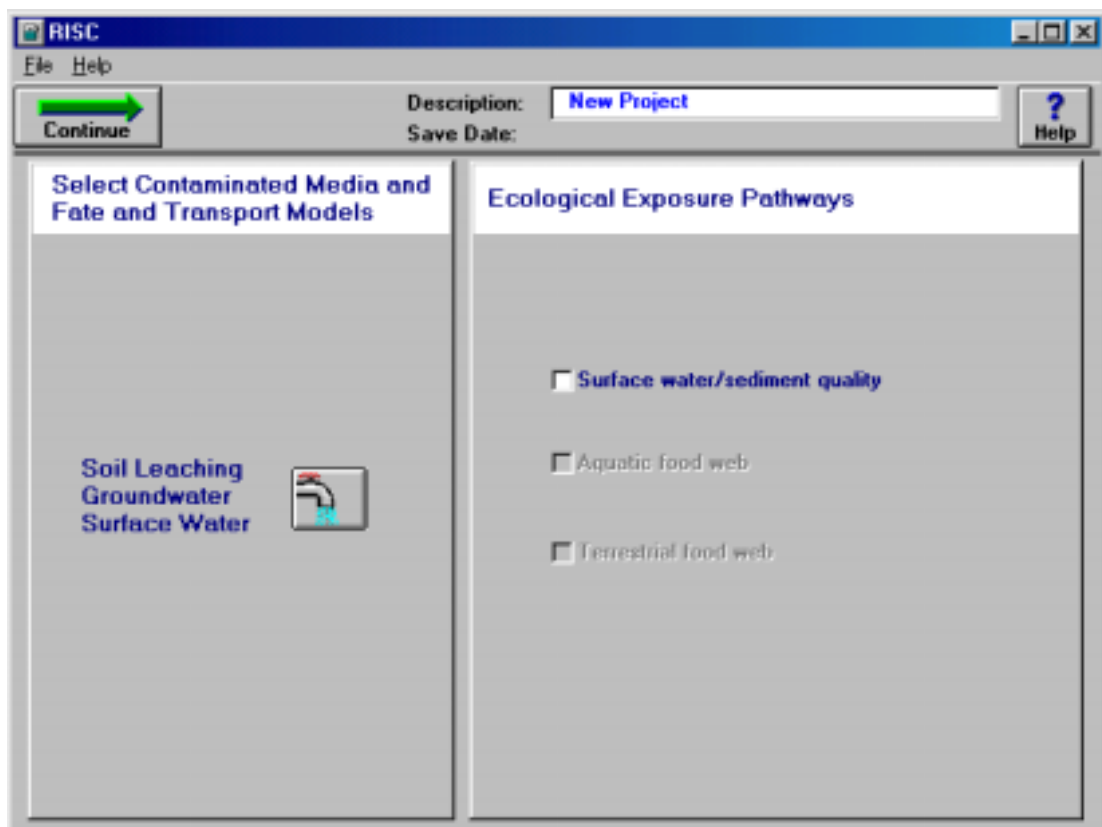 RISC
File Help
Continue
Description: New Project
Save Date:
?
Help
Select Contaminated Media and
Fate and Transport Models
Soil Leaching
Groundwater
Surface Water
Ecological Exposure Pathways
Surface water/sediment quality
Aquatic food web
Terrestrial food web